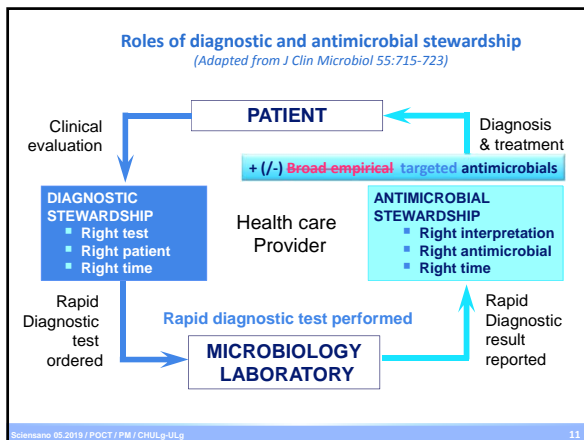 Roles of diagnostic and antimicrobial stewardship
(Adapted from J Clin Microbiol 55:715-723)
PATIENT
Clinical
evaluation
Diagnosis
& treatment
+ (/-) Broad empirical targeted antimicrobials
DIAGNOSTIC
STEWARDSHIP
Right test
Right patient
Right time
Health care
Provider
ANTIMICROBIAL
STEWARDSHIP
Right interpretation
Right antimicrobial
Right time
Rapid
Diagnostic
test
ordered
Rapid diagnostic test performed
MICROBIOLOGY
LABORATORY
Rapid
Diagnostic
result
reported
Sciensano 05.2019 / POCT / PM / CHULg-ULg
11